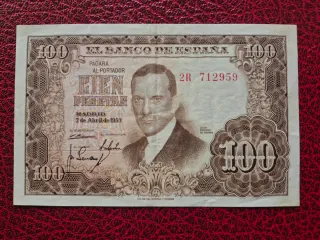 100
EL BANCO DE ESPAÑA
100
PAGARA
AL PORTADOR
2R 712959
CIEN
PESETAS
MADRID
7 de Abril de 1953
100
100